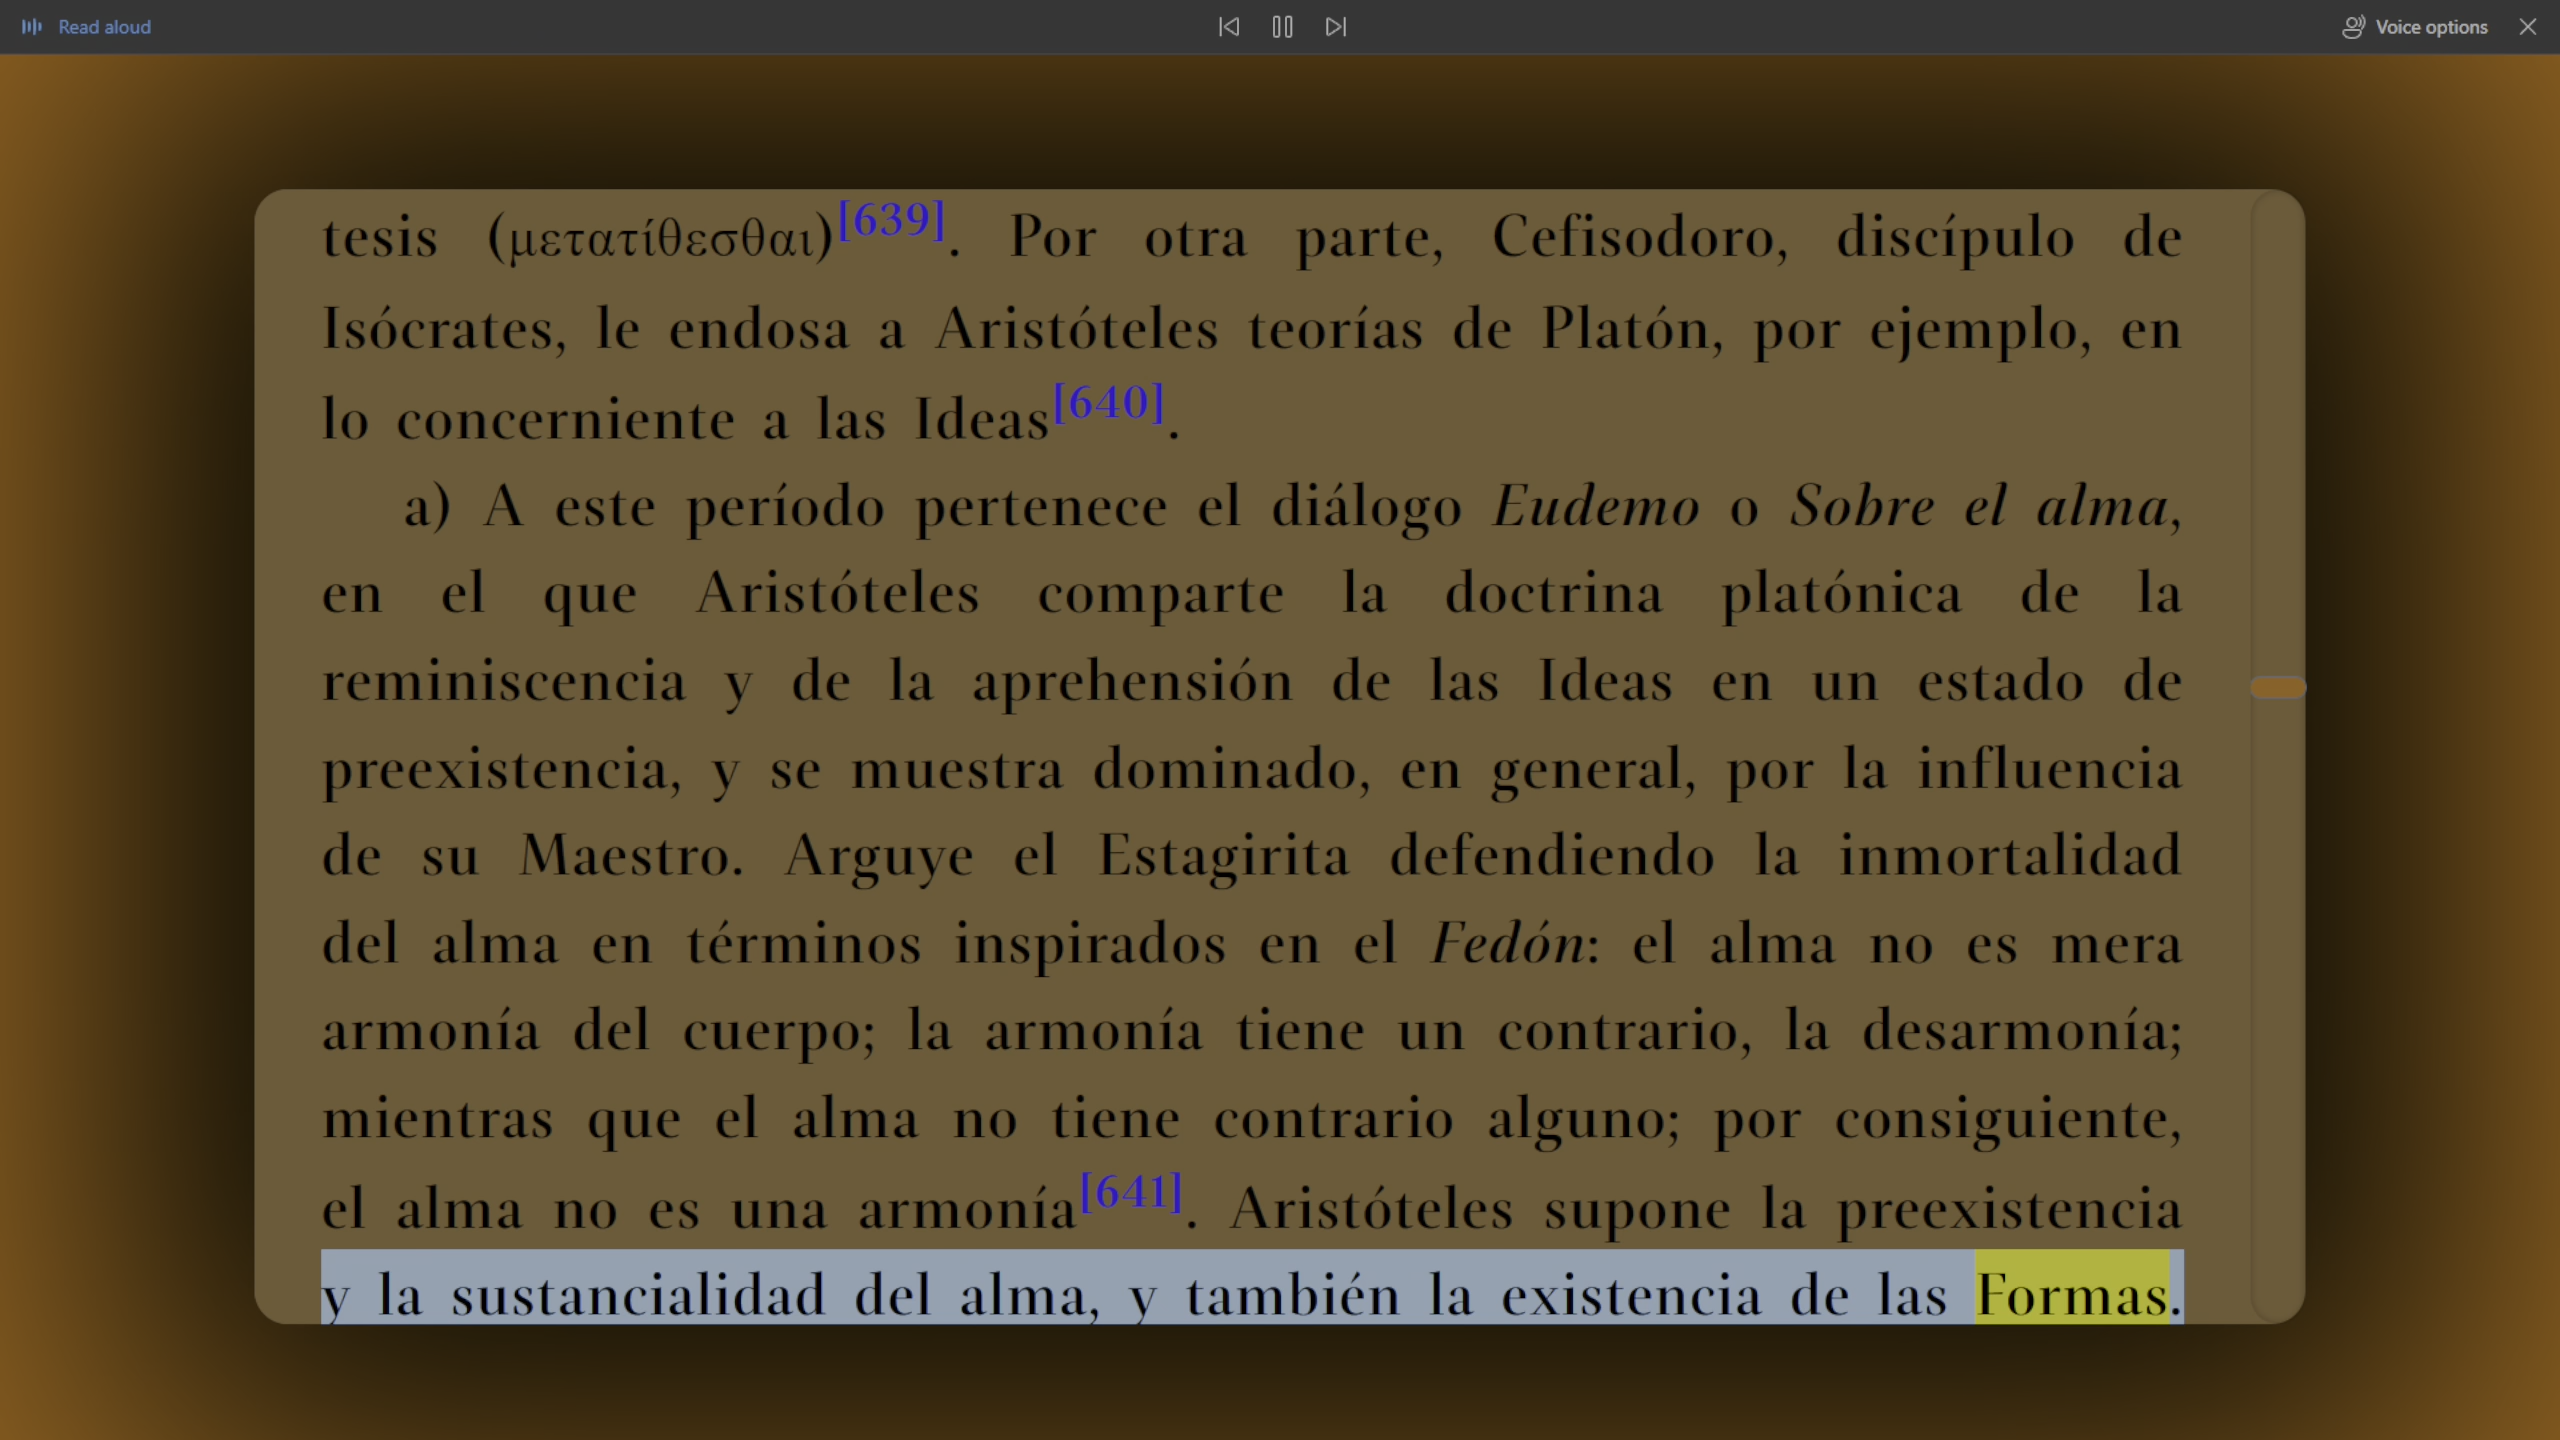 Read aloud
Voice options
tesis (μετατίθεσθαι)[639]. Por otra parte, Cefisodoro, discípulo de
Isócrates, le endosa a Aristóteles teorías de Platón, por ejemplo, en
lo concerniente a las Ideas[640].
a) A este período pertenece el diálogo Eudemo o Sobre el alma,
en el que Aristóteles comparte la doctrina platónica de la
reminiscencia y de la aprehensión de las Ideas en un estado de
preexistencia, y se muestra dominado, en general, por la influencia
de su Maestro. Arguye el Estagirita defendiendo la inmortalidad
del alma en términos inspirados en el Fedón: el alma no es mera
armonía del cuerpo; la armonía tiene un contrario, la desarmonía;
mientras que el alma no tiene contrario alguno; por consiguiente,
el alma no es una armonía[641]. Aristóteles supone la preexistencia
y la sustancialidad del alma, y también la existencia de las Formas.